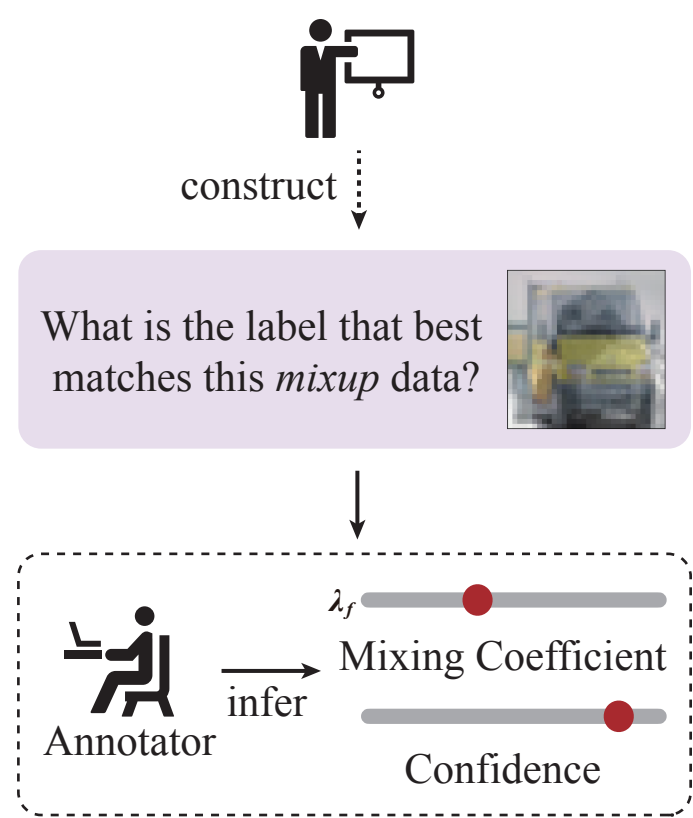 construct
What is the label that best
matches this mixup data?
λf
Mixing Coefficient
infer
Annotator
Confidence